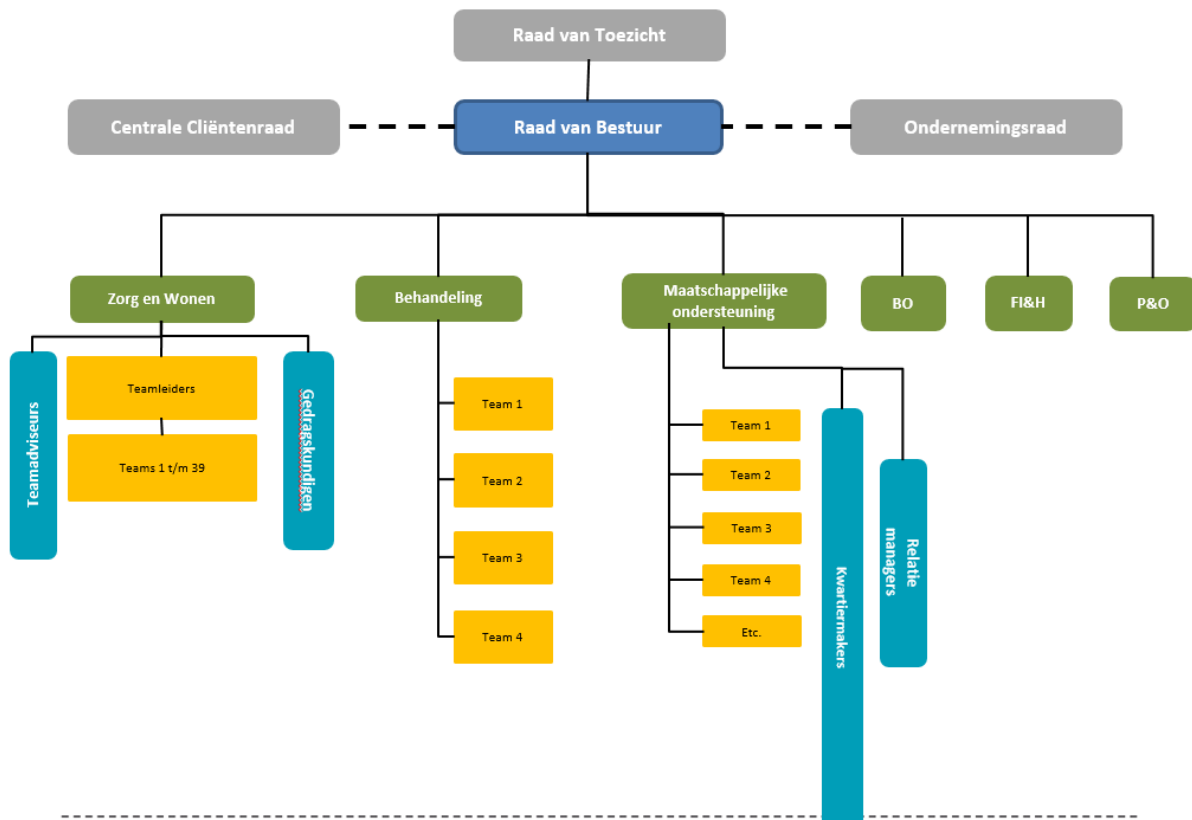 Raad van Toezicht
Centrale Cliëntenraad
Raad van Bestuur
Ondernemingsraad
Zorg en Wonen
Behandeling
Maatschappelijke
ondersteuning
BO
FI&H
P&O
Teamadviseurs
Teamleiders
Teams 1 t/m 39
Gedragskundigen
Team 1
Team 2
Team 3
Team 4
Team 1
Team 2
Team 3
Team 4
Etc.
Kwartiermakers
Relatie
managers